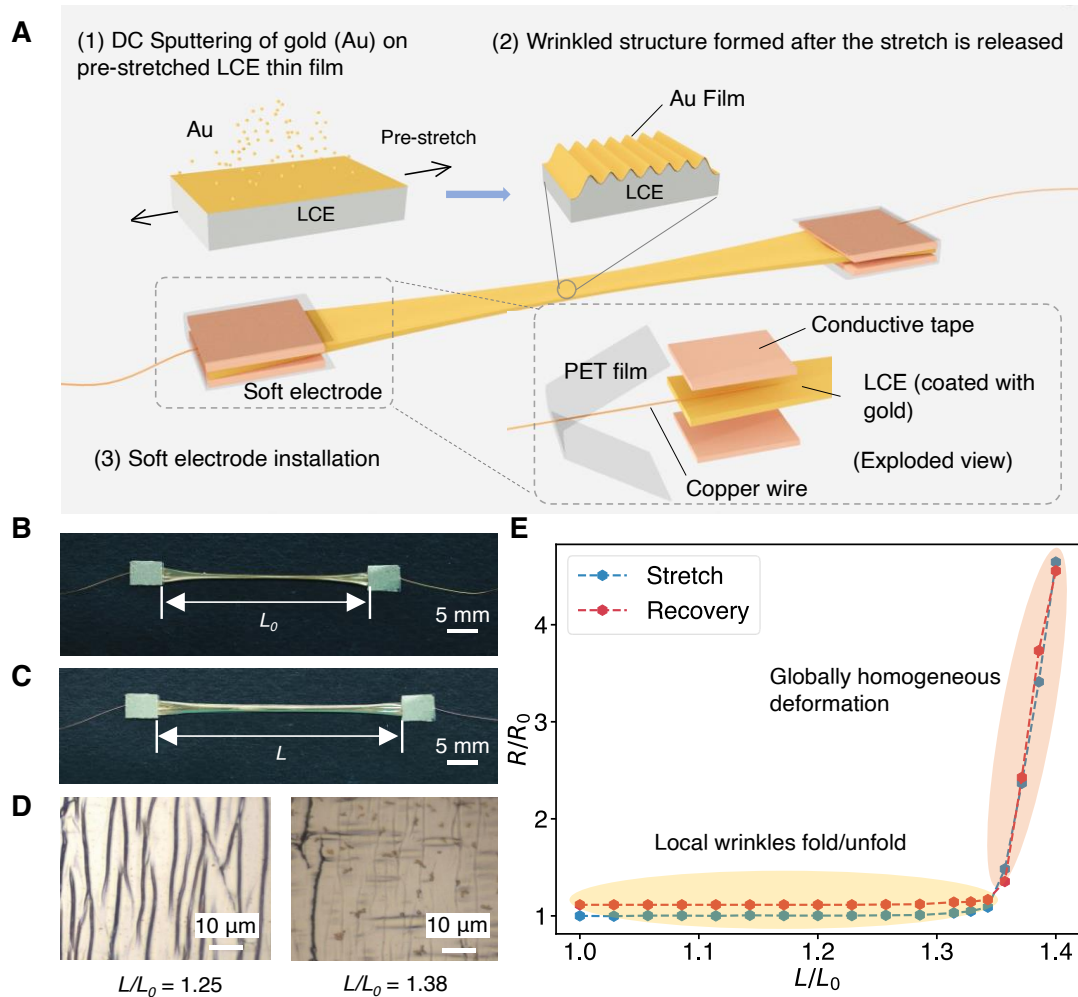 A
(1) DC Sputtering of gold (Au) on
pre-stretched LCE thin film
(2) Wrinkled structure formed after the stretch is released
Au Film
Au
Pre-stretch
LCE
LCE
Conductive tape
PET film
LCE (coated with
gold)
Soft electrode
(3) Soft electrode installation
(Exploded view)
Copper wire
B
L0
5 mm
C
L
5 mm
D
10 μm
10 μm
L/L0 = 1.25
L/L0 = 1.38
E
Stretch
Recovery
Globally homogeneous
deformation
Local wrinkles fold/unfold
R/R0
4
3
2
1
1.0
1.1
1.2
1.3
1.4
L/L0